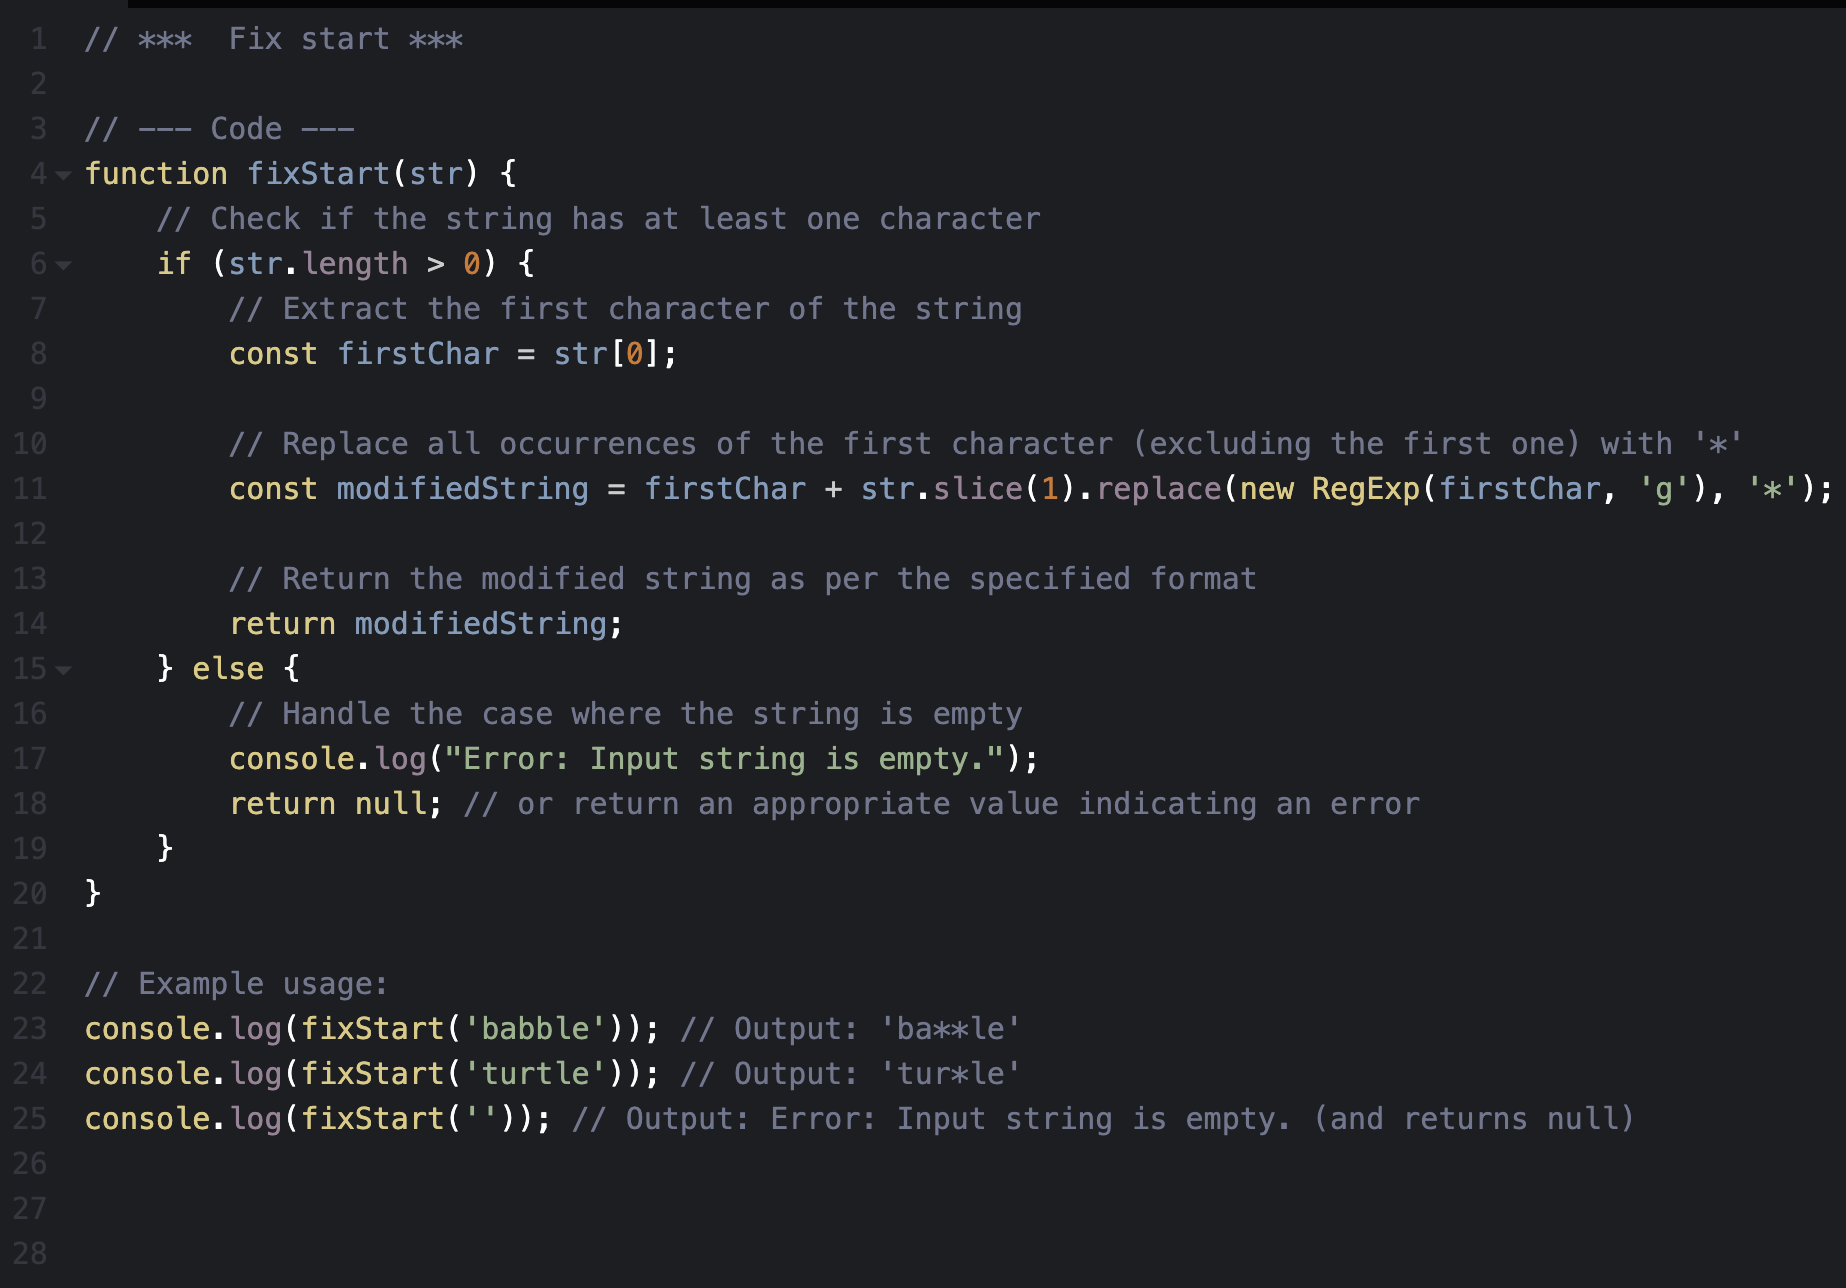 1 // ***  Fix start ***
2
3 // --- Code ---
4 function fixStart(str) {
5     // Check if the string has at least one character
6     if (str.length > 0) {
7         // Extract the first character of the string
8         const firstChar = str[0];
9
10         // Replace all occurrences of the first character (excluding the first one) with '*'
11         const modifiedString = firstChar + str.slice(1).replace(new RegExp(firstChar, 'g'), '*');
12
13         // Return the modified string as per the specified format
14         return modifiedString;
15     } else {
16         // Handle the case where the string is empty
17         console.log("Error: Input string is empty.");
18         return null; // or return an appropriate value indicating an error
19     }
20 }
21
22 // Example usage:
23 console.log(fixStart('babble')); // Output: 'ba**le'
24 console.log(fixStart('turtle')); // Output: 'tur*le'
25 console.log(fixStart('')); // Output: Error: Input string is empty. (and returns null)
26
27
28